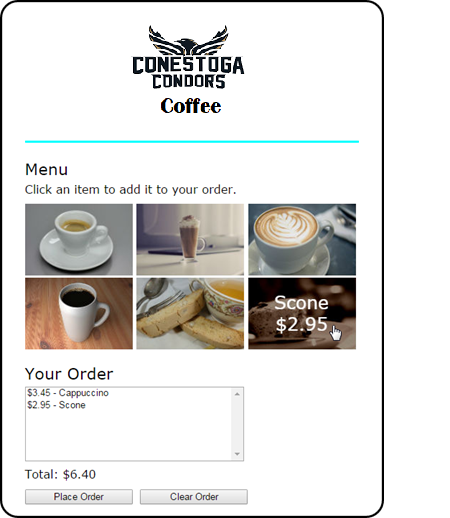 CONESTOGA
CONDORS
Coffee
Menu
Click an item to add it to your order.
Scone
$2.95
Your Order
$3.45 - Cappuccino
$2.95 - Scone
Total: $6.40
Place Order
Clear Order